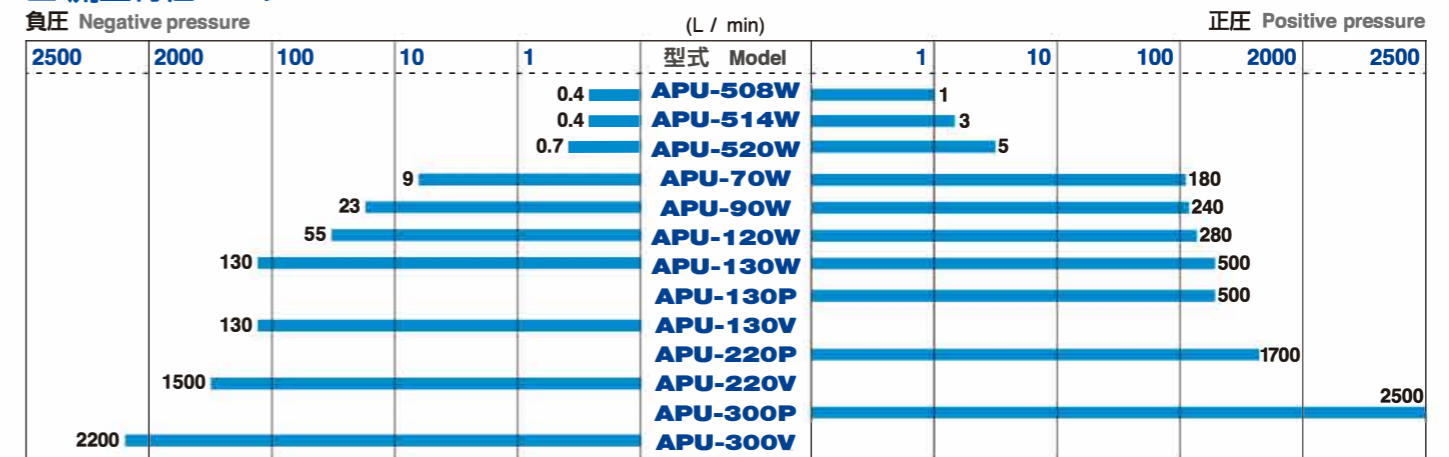 負圧 Negative pressure (L / min) 正圧 Positive pressure
2500 2000 100 10 1 型式 Model 1 10 100 2000 2500
0.4 APU-508W 1
0.4 APU-514W 3
0.7 APU-520W 5
9 APU-70W 180
23 APU-90W 240
55 APU-120W 280
130 APU-130W 500
APU-130P 500
130 APU-130V
APU-220P 1700
1500 APU-220V
APU-300P 2500
2200 APU-300V